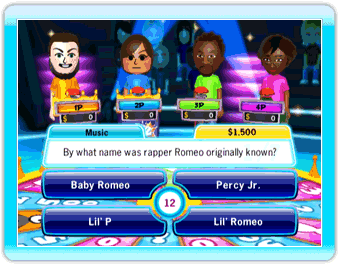 1P 2P 3P 4P
$ 0 $ 0 $ 0 $ 0
Music $1,500
By what name was rapper Romeo originally known?
Baby Romeo Percy Jr.
12
Lil' P Lil' Romeo